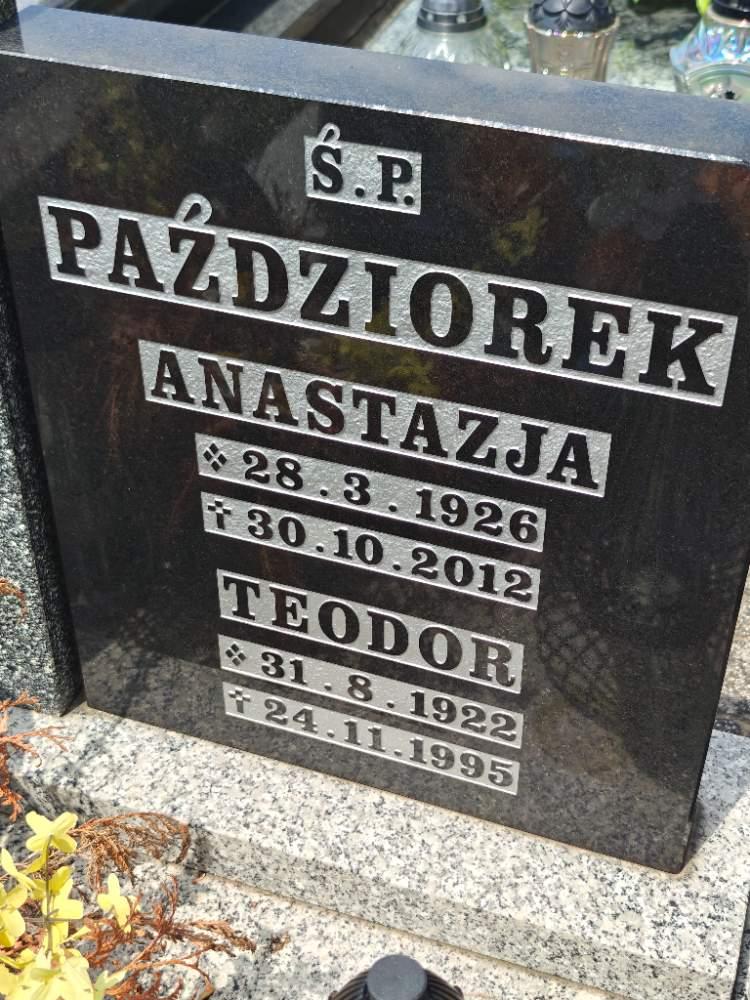 Ś.P.
PAŹDZIOREK
ANASTAZJA
❖ 28.3.1926
✝ 30.10.2012
TEODOR
❖ 31.8.1922
✝ 24.11.1995